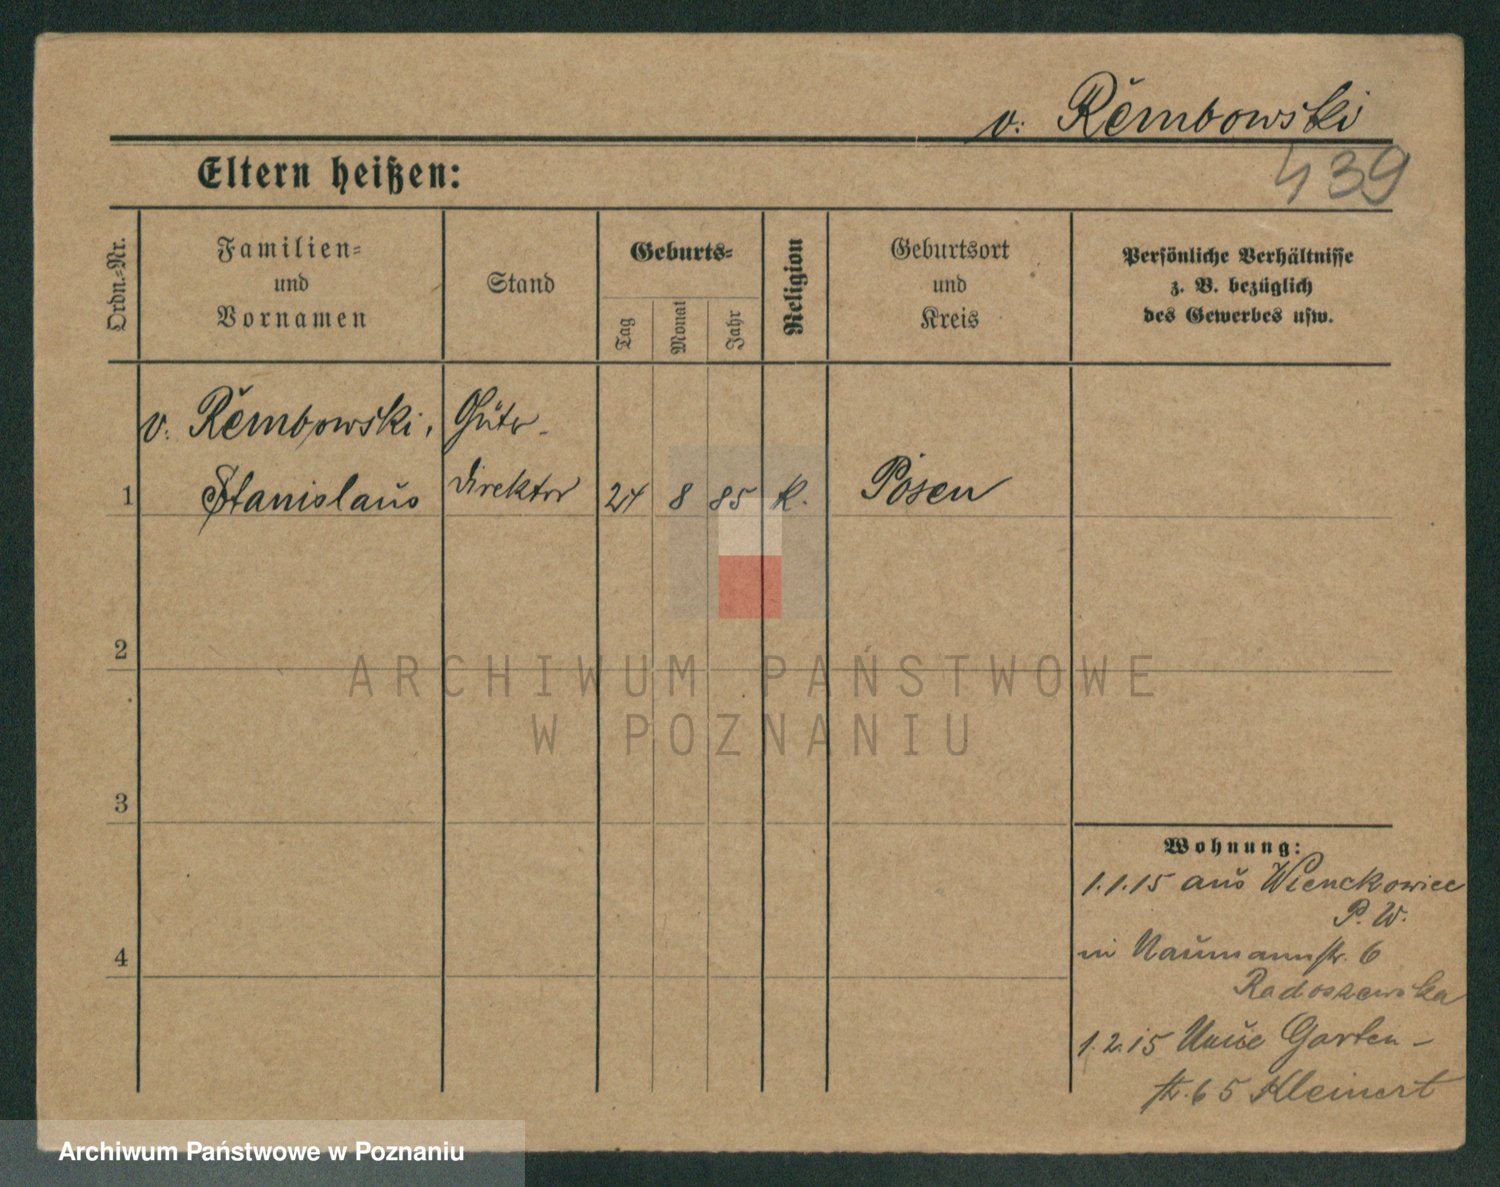 v. Rěmbowski
439
Eltern heißen:
Ordn.=Nr.
Familien=
und
Vornamen
Stand
Geburts=
Tag
Monat
Jahr
Religion
Geburtsort
und
Kreis
Persönliche Verhältnisse
z. B. bezüglich
des Gewerbes usw.
v. Rěmbowski,
Güter-
1
Stanislaus
direktor
24 8 85 k.
Posen
2
ARCHIWUM PAŃSTWOWE
W POZNANIU
3
Wohnung:
1.1.15 aus Wienckowice
P. W.
4
in Naumannstr. 6
Radoszewska
1.2.15 Garten-
str. 65 Kleinert
Archiwum Państwowe w Poznaniu